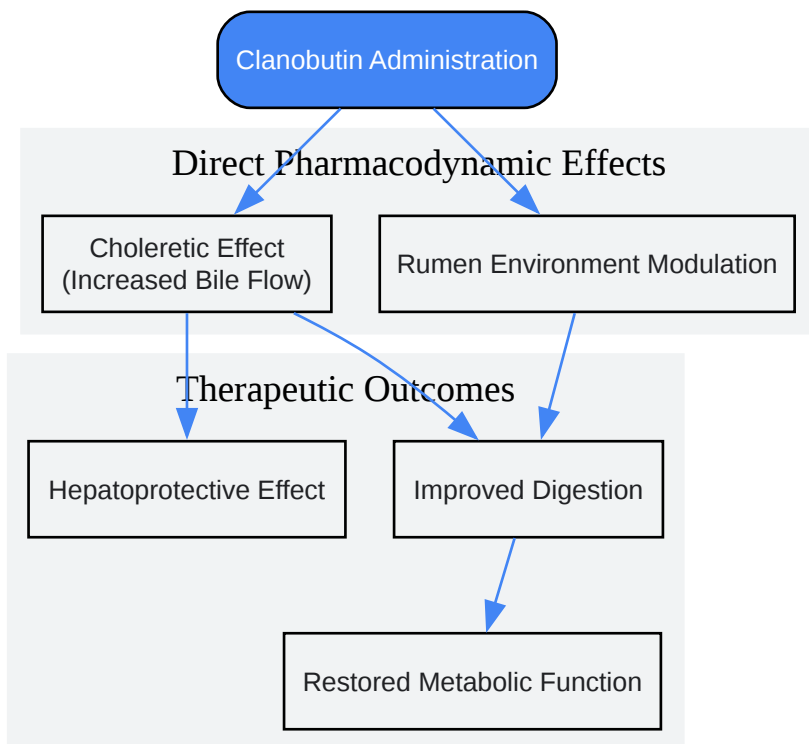 Clanobutin Administration
Direct Pharmacodynamic Effects
Choleretic Effect
(Increased Bile Flow)
Rumen Environment Modulation
Therapeutic Outcomes
Hepatoprotective Effect
Improved Digestion
Restored Metabolic Function